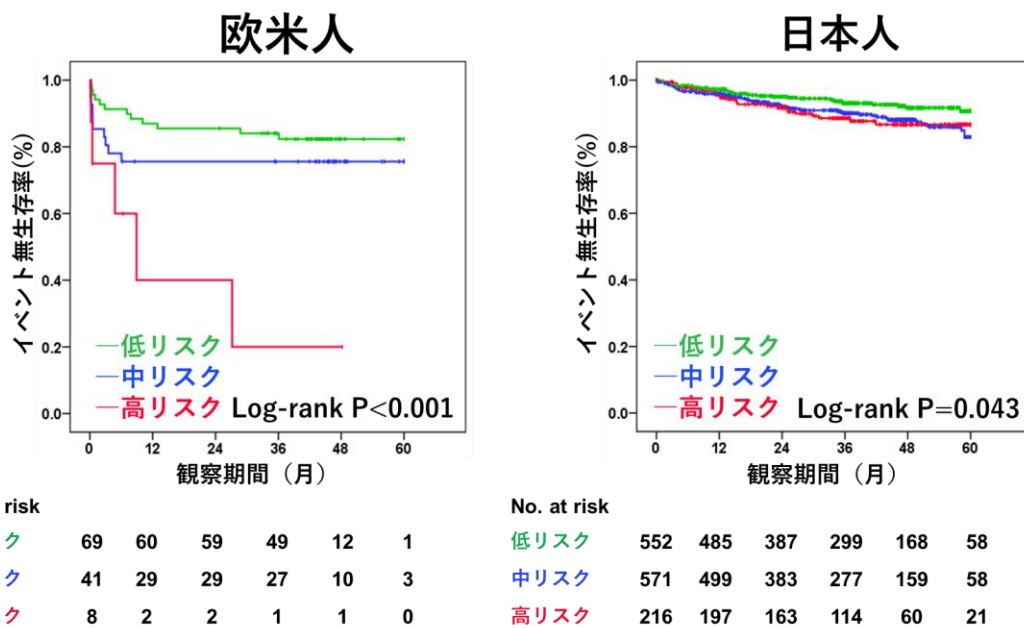 欧米人
イベント無生存率(%)
1.0
0.8
0.6
0.4
0.2
0.0
低リスク
中リスク
高リスク
Log-rank P<0.001
0 12 24 36 48 60
観察期間（月）
risk
ク 69 60 59 49 12 1
ク 41 29 29 27 10 3
ク 8 2 2 1 1 0
日本人
イベント無生存率(%)
1.0
0.8
0.6
0.4
0.2
0.0
低リスク
中リスク
高リスク
Log-rank P=0.043
0 12 24 36 48 60
観察期間（月）
No. at risk
低リスク 552 485 387 299 168 58
中リスク 571 499 383 277 159 58
高リスク 216 197 163 114 60 21